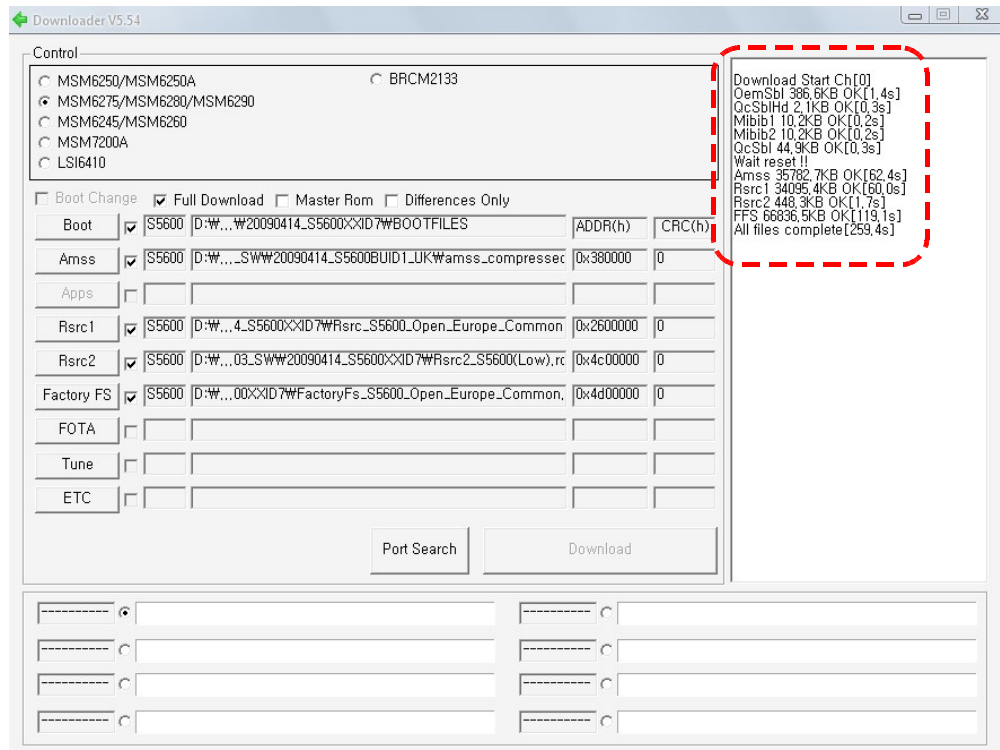 Downloader V5.54
Control
MSM6250/MSM6250A
BRCM2133
MSM6275/MSM6280/MSM6290
MSM6245/MSM6260
MSM7200A
LSI6410
Boot Change Full Download Master Rom Differences Only
Boot S5600 D:₩,,,₩20090414_S5600XXID7₩BOOTFILES ADDR(h) CRC(h)
Amss S5600 D:₩,,,_SW₩20090414_S5600BUID1_UK₩amss_compressec 0x380000 0
Apps
Rsrc1 S5600 D:₩,,,4_S5600XXID7₩Rsrc_S5600_Open_Europe_Common 0x2600000 0
Rsrc2 S5600 D:₩,,,03_SW₩20090414_S5600XXID7₩Rsrc2_S5600(Low),rc 0x4c00000 0
Factory FS S5600 D:₩,,,00XXID7₩FactoryFs_S5600_Open_Europe_Common, 0x4d00000 0
FOTA
Tune
ETC
Port Search Download
Download Start Ch[0]
OemSbl 386,6KB OK[1,4s]
QcSblHd 2,1KB OK[0,3s]
Mibib1 10,2KB OK[0,2s]
Mibib2 10,2KB OK[0,2s]
QcSbl 44,9KB OK[0,3s]
Wait reset !!
Amss 35782,7KB OK[62,4s]
Rsrc1 34095,4KB OK[60,0s]
Rsrc2 448,3KB OK[1,7s]
FFS 66836,5KB OK[119,1s]
All files complete[259,4s]
---------- ----------
---------- ----------
---------- ----------
---------- ----------